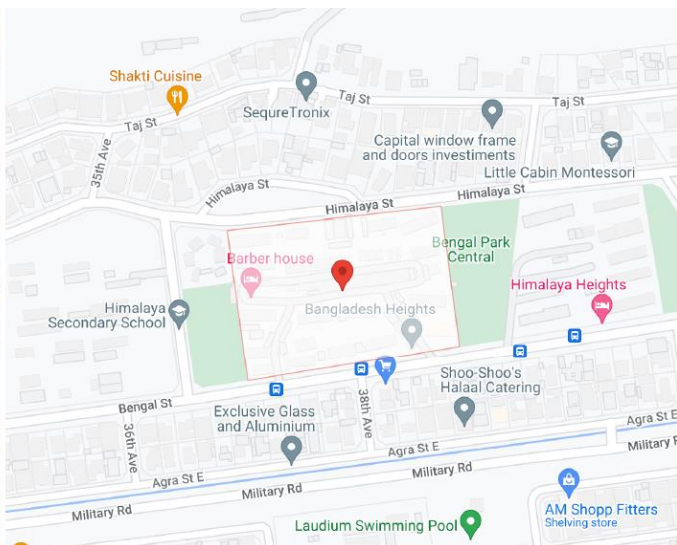 Shakti Cuisine
SequreTronix
Taj St
Taj St
35th Ave
Capital window frame
and doors investiments
Little Cabin Montessori
Himalaya St
Himalaya St
Himalaya St
Barber house
Bengal Park
Central
Himalaya Heights
Himalaya
Secondary School
Bangladesh Heights
Bengal St
Shoo-Shoo's
Halaal Catering
38th Ave
36th Ave
Exclusive Glass
and Aluminium
Agra St E
Military Rd
Agra St E
Military Rd
Military Rd
AM Shopp Fitters
Shelving store
Laudium Swimming Pool